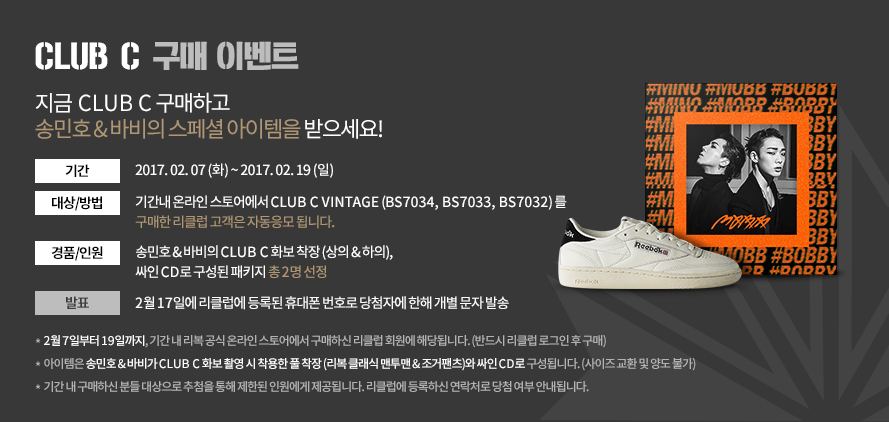 CLUB C 구매 이벤트
지금 CLUB C 구매하고
송민호 & 바비의 스페셜 아이템을 받으세요!
기간
2017. 02. 07 (화) ~ 2017. 02. 19 (일)
대상/방법
기간내 온라인 스토어에서 CLUB C VINTAGE (BS7034, BS7033, BS7032) 를
구매한 리클럽 고객은 자동응모 됩니다.
경품/인원
송민호 & 바비의 CLUB C 화보 착장 (상의 & 하의),
싸인 CD로 구성된 패키지 총 2명 선정
발표
2월 17일에 리클럽에 등록된 휴대폰 번호로 당첨자에 한해 개별 문자 발송
* 2월 7일부터 19일까지, 기간 내 리복 공식 온라인 스토어에서 구매하신 리클럽 회원에 해당됩니다. (반드시 리클럽 로그인 후 구매)
* 아이템은 송민호 & 바비가 CLUB C 화보 촬영 시 착용한 풀 착장 (리복 클래식 맨투맨 & 조거팬츠)와 싸인 CD로 구성됩니다. (사이즈 교환 및 양도 불가)
* 기간 내 구매하신 분들 대상으로 추첨을 통해 제한된 인원에게 제공됩니다. 리클럽에 등록하신 연락처로 당첨 여부 안내됩니다.
#MINO #MOBB #BOBBY
Reebok